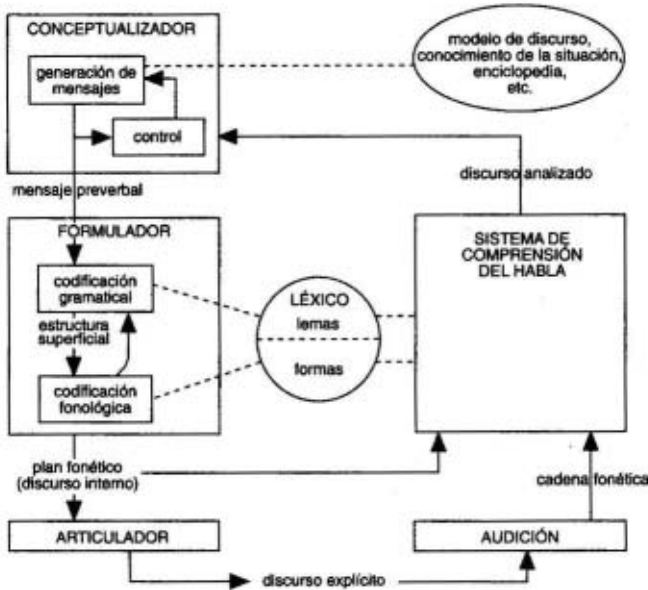 CONCEPTUALIZADOR
generación de
mensajes
control
modelo de discurso,
conocimiento de la situación,
enciclopedia,
etc.
mensaje preverbal
discurso analizado
FORMULADOR
codificación
gramatical
estructura
superficial
codificación
fonológica
LÉXICO
lemas
formas
SISTEMA DE
COMPRENSIÓN
DEL HABLA
plan fonético
(discurso interno)
cadena fonética
ARTICULADOR
AUDICIÓN
discurso explícito